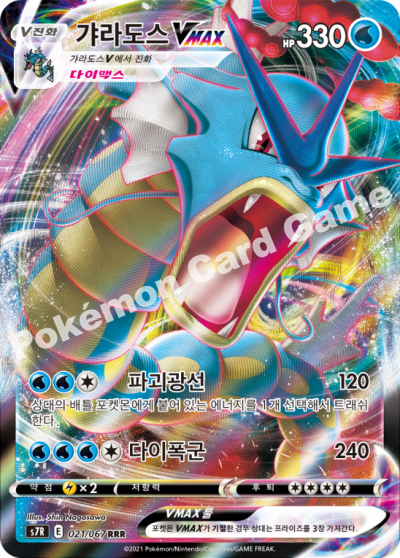 V진화
갸라도스 VMAX
HP 330
갸라도스V에서 진화
다이맥스
Pokémon Card Game
파괴광선 120
상대의 배틀 포켓몬에게 붙어 있는 에너지를 1개 선택해서 트래쉬
한다.
다이폭군 240
약점 ×2 저항력 후퇴
Illus. Shin Nagasawa
s7R E 021/067 RRR
VMAX룰
포켓몬 VMAX가 기절한 경우 상대는 프라이즈를 3장 가져간다.
©2021 Pokémon/Nintendo/Creatures/GAME FREAK.